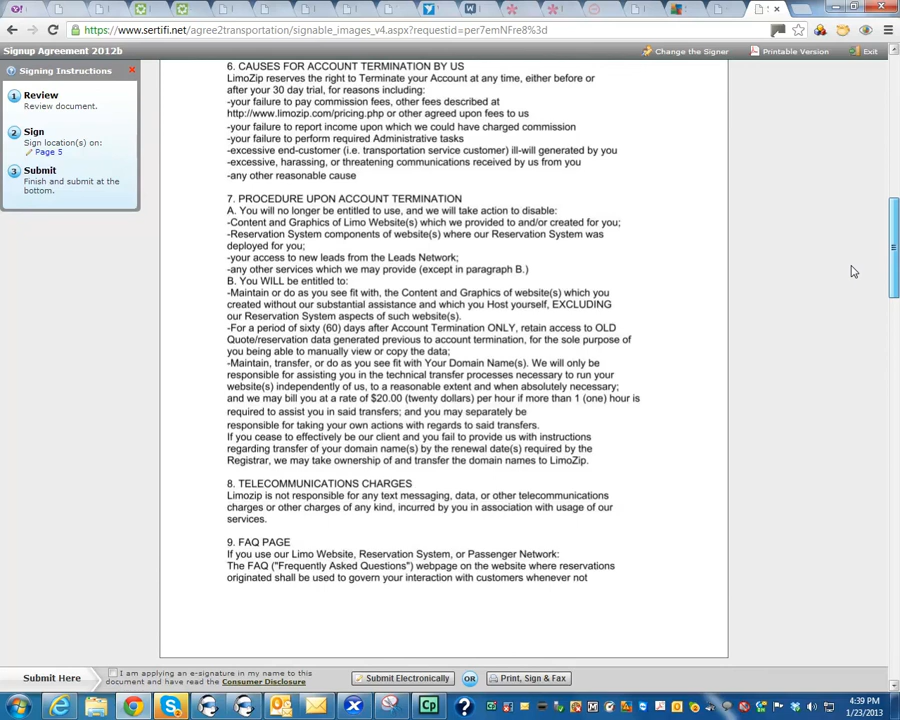 https://www.sertifi.net/agree2transportation/signable_images_v4.aspx?requestid=per7emNFre8%3d
Signup Agreement 2012b
Change the Signer
Printable Version
Exit
Signing Instructions
1 Review
Review document.
2 Sign
Sign location(s) on:
Page 5
3 Submit
Finish and submit at the
bottom.
6. CAUSES FOR ACCOUNT TERMINATION BY US
LimoZip reserves the right to Terminate your Account at any time, either before or
after your 30 day trial, for reasons including:
-your failure to pay commission fees, other fees described at
http://www.limozip.com/pricing.php or other agreed upon fees to us
-your failure to report income upon which we could have charged commission
-your failure to perform required Administrative tasks
-excessive end-customer (i.e. transportation service customer) ill-will generated by you
-excessive, harassing, or threatening communications received by us from you
-any other reasonable cause
7. PROCEDURE UPON ACCOUNT TERMINATION
A. You will no longer be entitled to use, and we will take action to disable:
-Content and Graphics of Limo Website(s) which we provided to and/or created for you;
-Reservation System components of website(s) where our Reservation System was
deployed for you;
-your access to new leads from the Leads Network;
-any other services which we may provide (except in paragraph B.)
B. You WILL be entitled to:
-Maintain or do as you see fit with, the Content and Graphics of website(s) which you
created without our substantial assistance and which you Host yourself, EXCLUDING
our Reservation System aspects of such website(s).
-For a period of sixty (60) days after Account Termination ONLY, retain access to OLD
Quote/reservation data generated previous to account termination, for the sole purpose of
you being able to manually view or copy the data;
-Maintain, transfer, or do as you see fit with Your Domain Name(s). We will only be
responsible for assisting you in the technical transfer processes necessary to run your
website(s) independently of us, to a reasonable extent and when absolutely necessary;
and we may bill you at a rate of $20.00 (twenty dollars) per hour if more than 1 (one) hour is
required to assist you in said transfers; and you may separately be
responsible for taking your own actions with regards to said transfers.
If you cease to effectively be our client and you fail to provide us with instructions
regarding transfer of your domain name(s) by the renewal date(s) required by the
Registrar, we may take ownership of and transfer the domain names to LimoZip.
8. TELECOMMUNICATIONS CHARGES
Limozip is not responsible for any text messaging, data, or other telecommunications
charges or other charges of any kind, incurred by you in association with usage of our
services.
9. FAQ PAGE
If you use our Limo Website, Reservation System, or Passenger Network:
The FAQ ("Frequently Asked Questions") webpage on the website where reservations
originated shall be used to govern your interaction with customers whenever not
Submit Here
I am applying an e-signature in my name to this
document and have read the Consumer Disclosure
Submit Electronically
OR
Print, Sign & Fax
4:39 PM
1/23/2013